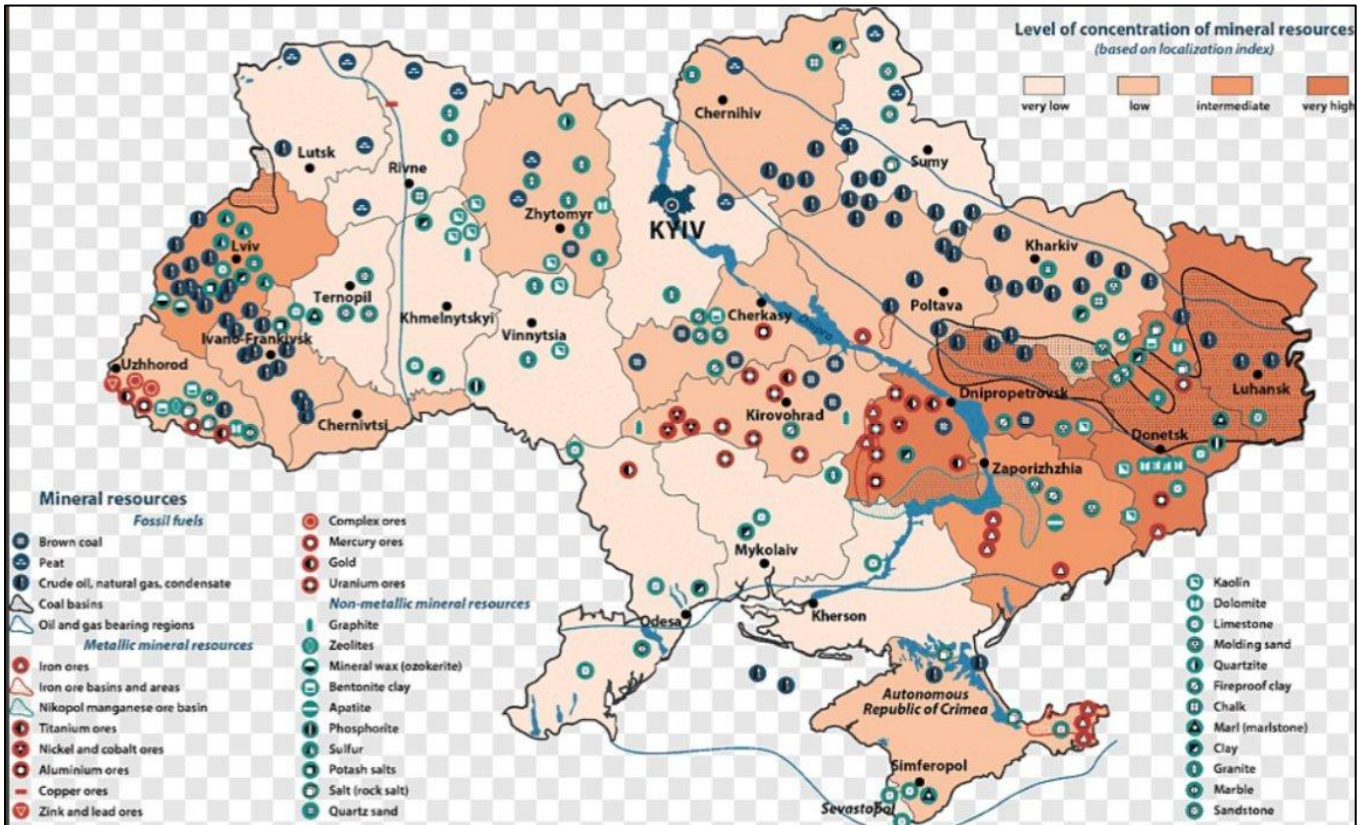 Level of concentration of mineral resources
(based on localization index)
very low
low
intermediate
very high
Chernihiv
Sumy
Lutsk
Rivne
Zhytomyr
KYIV
Lviv
Kharkiv
Ternopil
Khmelnytskyi
Vinnytsia
Cherkasy
Poltava
Dnipro
Ivano-Frankivsk
Uzhhorod
Chernivtsi
Kirovohrad
Dnipropetrovsk
Luhansk
Donetsk
Zaporizhzhia
Mykolaiv
Odesa
Kherson
Autonomous
Republic of Crimea
Simferopol
Sevastopol
Mineral resources
Fossil fuels
Brown coal
Peat
Crude oil, natural gas, condensate
Coal basins
Oil and gas bearing regions
Metallic mineral resources
Iron ores
Iron ore basins and areas
Nikopol manganese ore basin
Titanium ores
Nickel and cobalt ores
Aluminium ores
Copper ores
Zink and lead ores
Complex ores
Mercury ores
Gold
Uranium ores
Non-metallic mineral resources
Graphite
Zeolites
Mineral wax (ozokerite)
Bentonite clay
Apatite
Phosphorite
Sulfur
Potash salts
Salt (rock salt)
Quartz sand
Kaolin
Dolomite
Limestone
Molding sand
Quartzite
Fireproof clay
Chalk
Marl (marlstone)
Clay
Granite
Marble
Sandstone